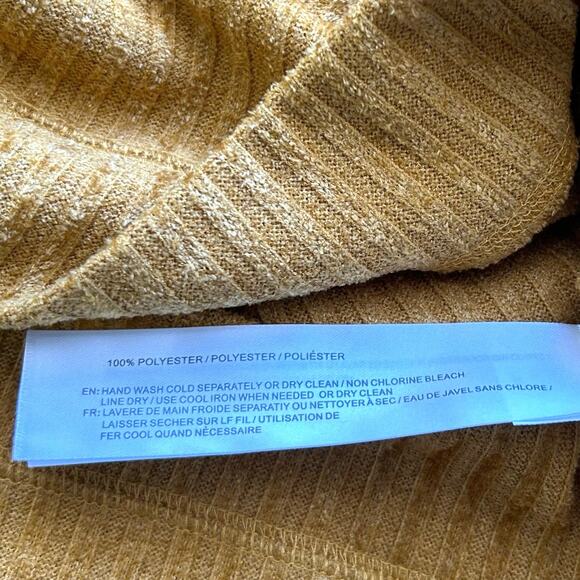 100% POLYESTER / POLYESTER / POLIÉSTER
EN: HAND WASH COLD SEPARATELY OR DRY CLEAN / NON CHLORINE BLEACH
LINE DRY / USE COOL IRON WHEN NEEDED OR DRY CLEAN
FR: LAVERE DE MAIN FROIDE SEPARATIY OU NETTOYER À SEC / EAU DE JAVEL SANS CHLORE /
LAISSER SECHER SUR LF FIL / UTILISATION DE
FER COOL QUAND NÉCESSAIRE